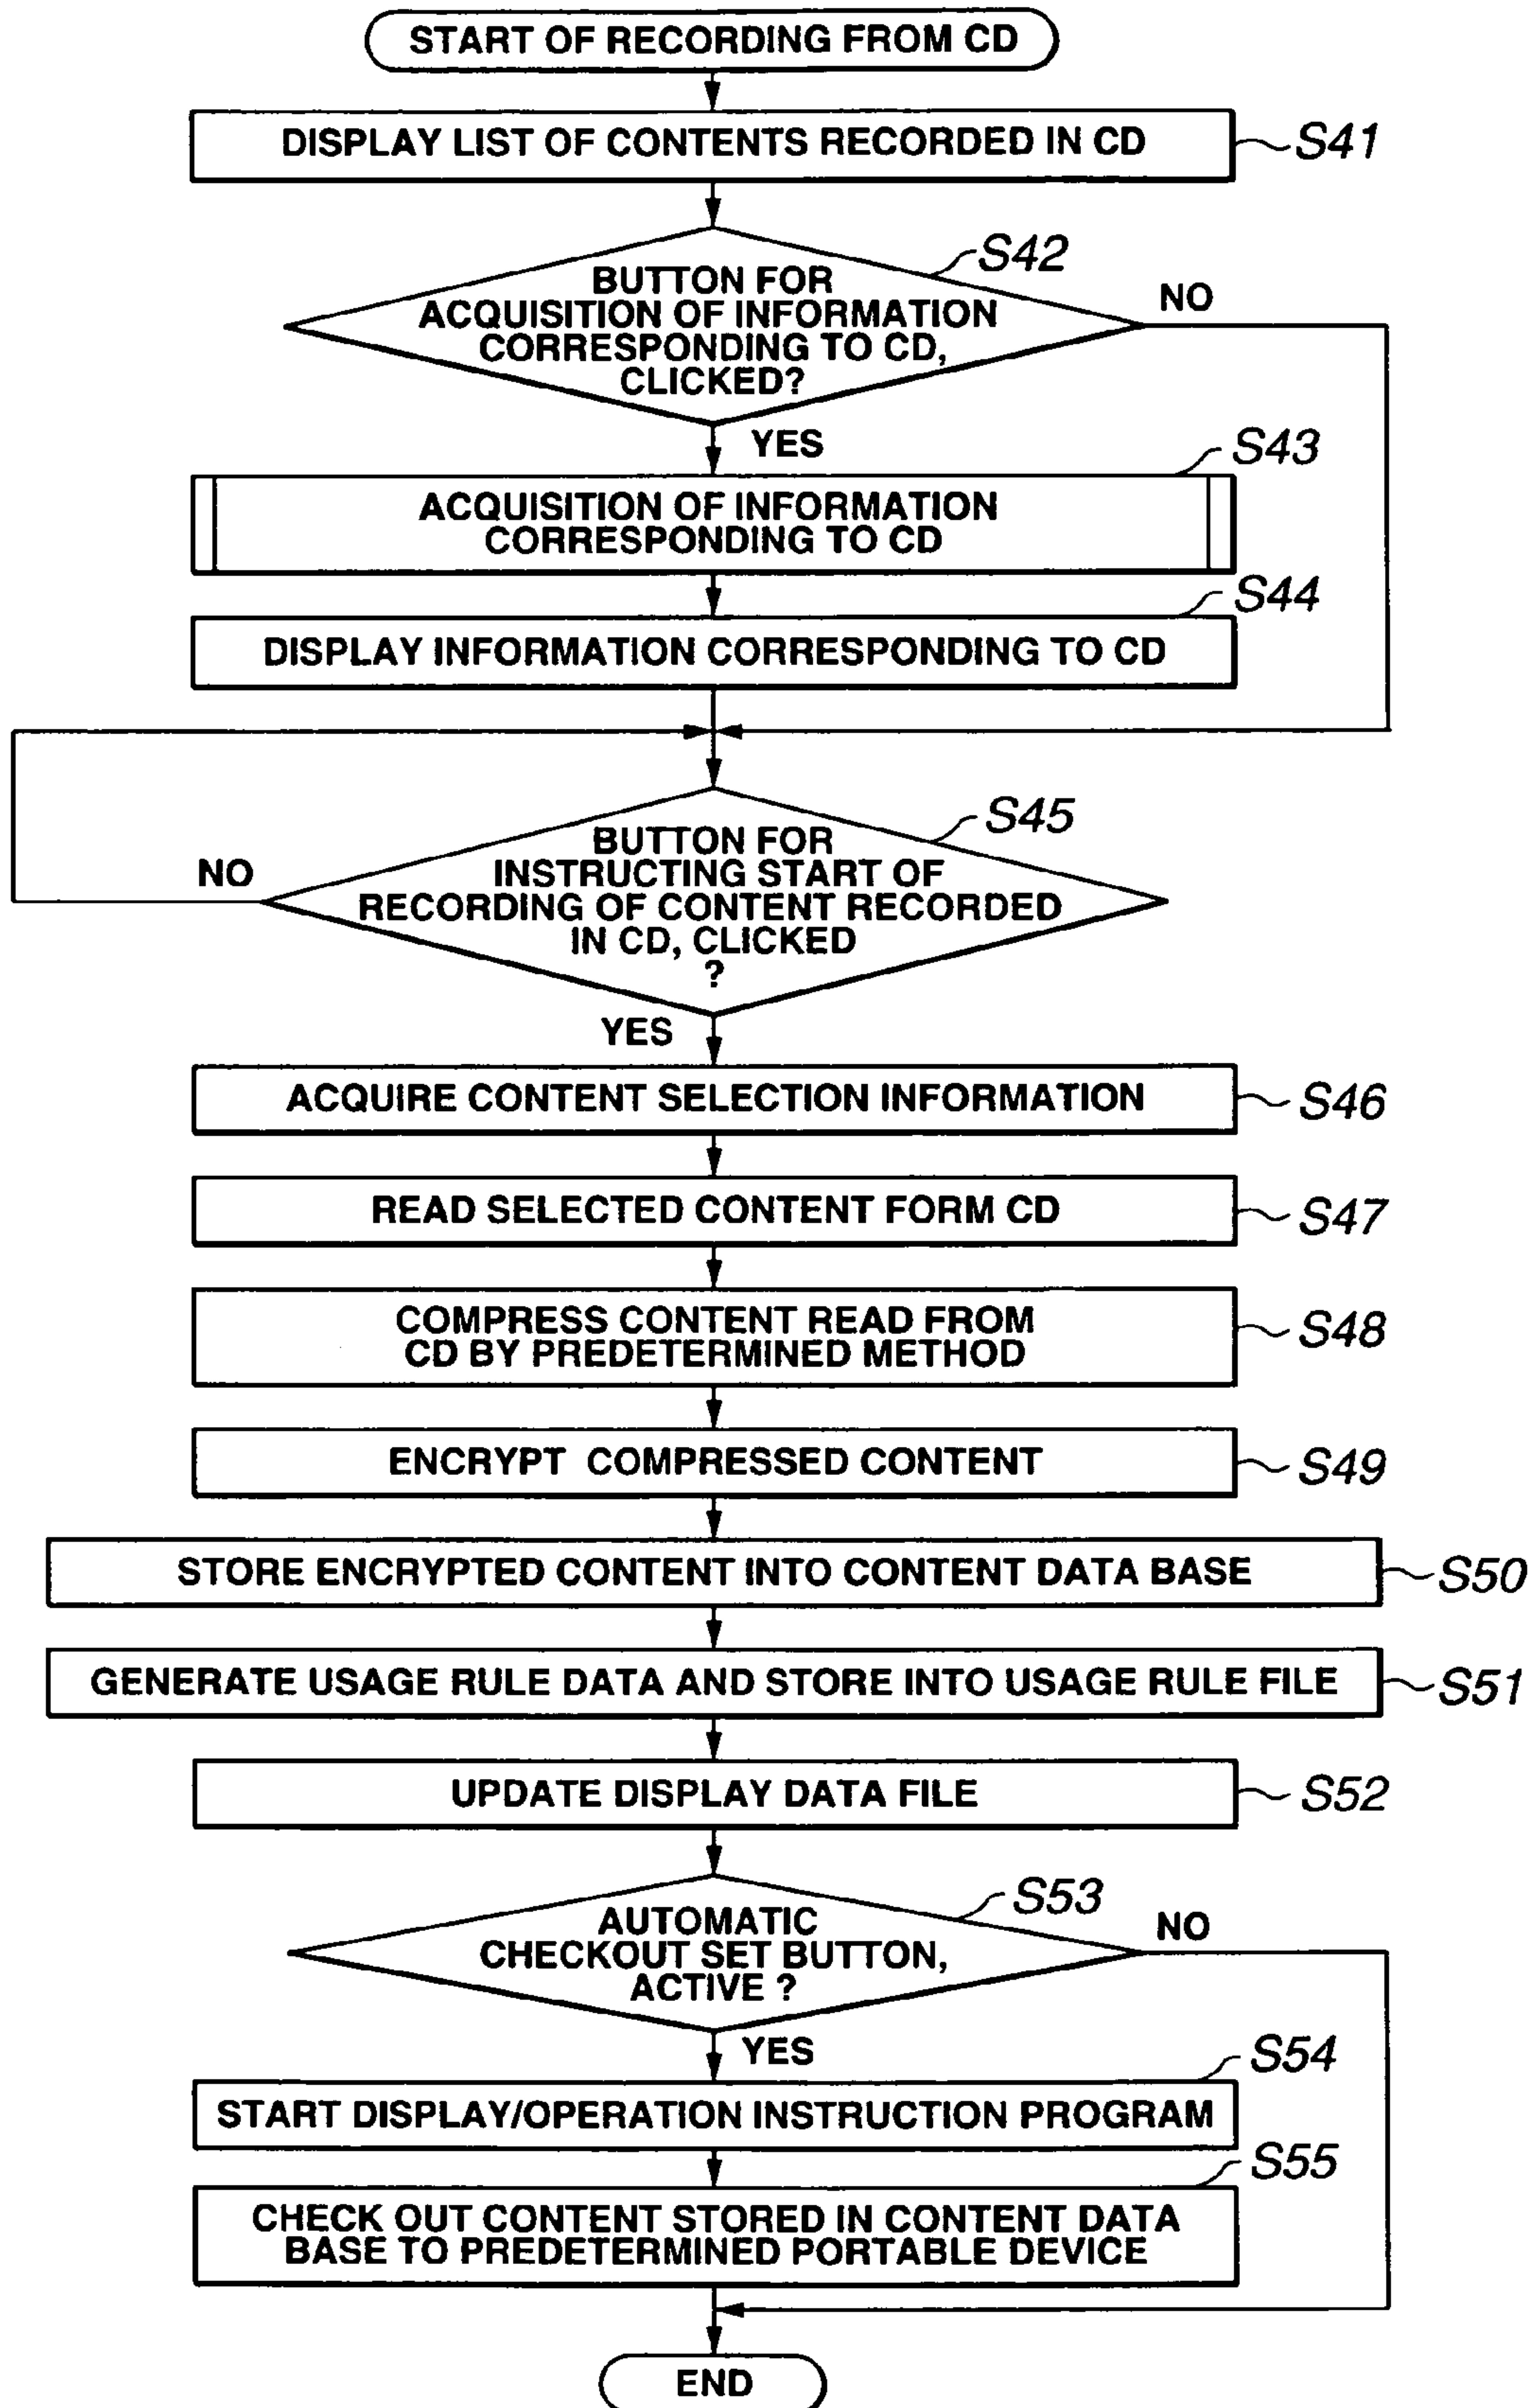 START OF RECORDING FROM CD
DISPLAY LIST OF CONTENTS RECORDED IN CD
S41
S42
BUTTON FOR
ACQUISITION OF INFORMATION
CORRESPONDING TO CD,
CLICKED?
NO
YES
S43
ACQUISITION OF INFORMATION
CORRESPONDING TO CD
S44
DISPLAY INFORMATION CORRESPONDING TO CD
S45
BUTTON FOR
INSTRUCTING START OF
RECORDING OF CONTENT RECORDED
IN CD, CLICKED
?
NO
YES
ACQUIRE CONTENT SELECTION INFORMATION
S46
READ SELECTED CONTENT FORM CD
S47
COMPRESS CONTENT READ FROM
CD BY PREDETERMINED METHOD
S48
ENCRYPT COMPRESSED CONTENT
S49
STORE ENCRYPTED CONTENT INTO CONTENT DATA BASE
S50
GENERATE USAGE RULE DATA AND STORE INTO USAGE RULE FILE
S51
UPDATE DISPLAY DATA FILE
S52
S53
AUTOMATIC
CHECKOUT SET BUTTON,
ACTIVE ?
NO
YES
S54
START DISPLAY/OPERATION INSTRUCTION PROGRAM
S55
CHECK OUT CONTENT STORED IN CONTENT DATA
BASE TO PREDETERMINED PORTABLE DEVICE
END